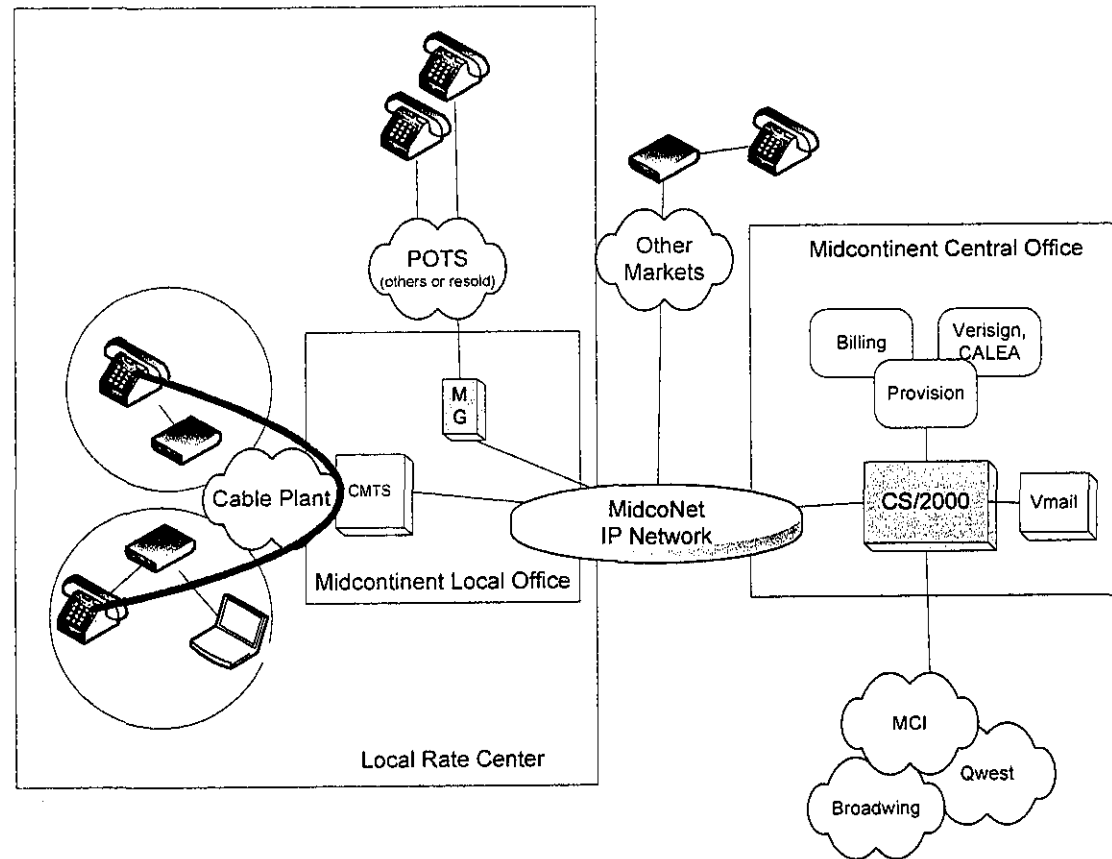 POTS
(others or resold)
Other
Markets
Midcontinent Central Office
Billing
Verisign,
CALEA
Provision
M
G
Cable Plant
CMTS
MidcoNet
IP Network
CS/2000
Vmail
Midcontinent Local Office
Local Rate Center
MCI
Qwest
Broadwing